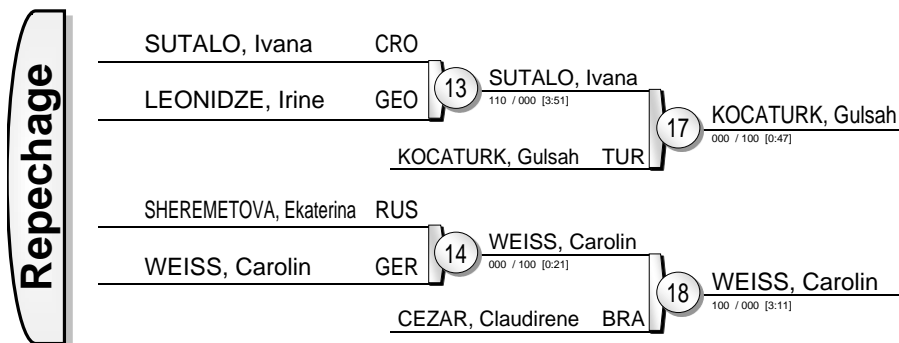 Repechage
SUTALO, Ivana CRO
LEONIDZE, Irine GEO
13
SUTALO, Ivana
110 / 000 [3:51]
KOCATURK, Gulsah TUR
17
KOCATURK, Gulsah
000 / 100 [0:47]
SHEREMETOVA, Ekaterina RUS
WEISS, Carolin GER
14
WEISS, Carolin
000 / 100 [0:21]
CEZAR, Claudirene BRA
18
WEISS, Carolin
100 / 000 [3:11]